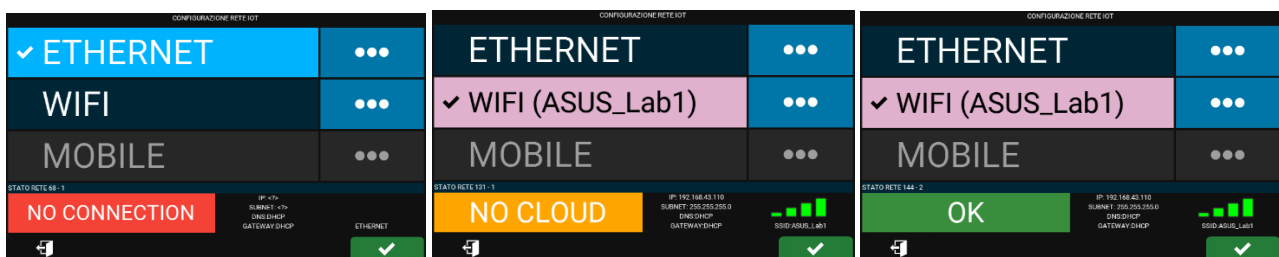 CONFIGURAZIONE RETE IOT
ETHERNET
WIFI
MOBILE
STATO RETE 68 - 1
NO CONNECTION
IP: <?>
SUBNET: <?>
DNS:DHCP
GATEWAY:DHCP
ETHERNET
CONFIGURAZIONE RETE IOT
ETHERNET
WIFI (ASUS_Lab1)
MOBILE
STATO RETE 131 - 1
NO CLOUD
IP: 192.168.43.110
SUBNET: 255.255.255.0
DNS:DHCP
GATEWAY:DHCP
SSID:ASUS_Lab1
CONFIGURAZIONE RETE IOT
ETHERNET
WIFI (ASUS_Lab1)
MOBILE
STATO RETE 144 - 2
OK
IP: 192.168.43.110
SUBNET: 255.255.255.0
DNS:DHCP
GATEWAY:DHCP
SSID:ASUS_Lab1